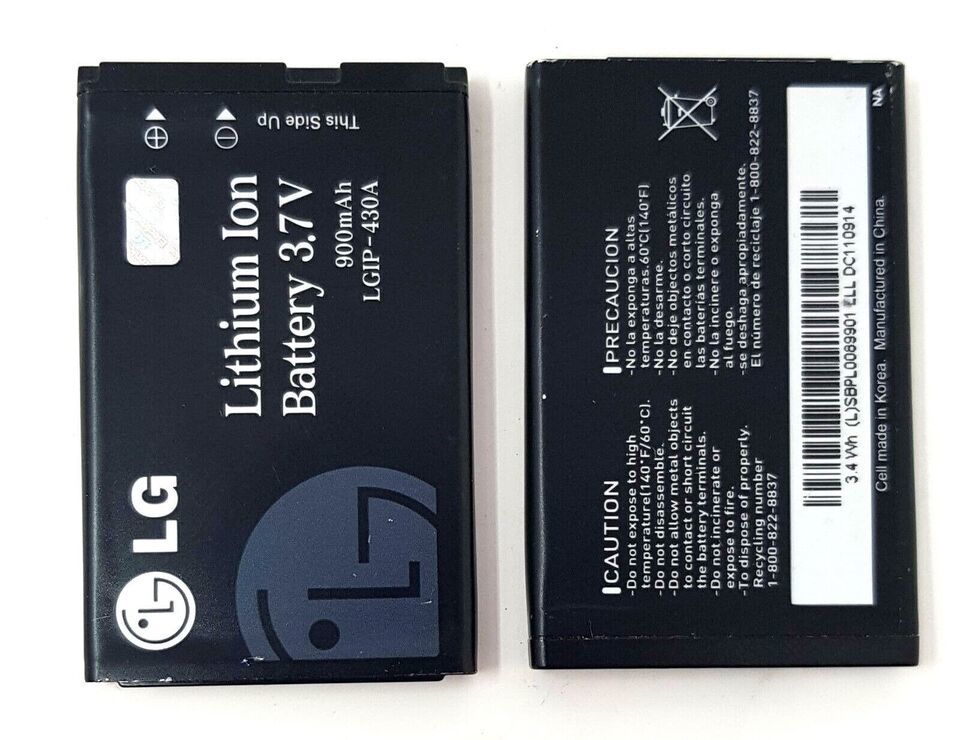 LG
Lithium Ion
Battery 3.7 V
900mAh
LGIP-430A
This Side Up
CAUTION
-Do not expose to high
temperature(140°F/60°C).
-Do not disassemble.
-Do not allow metal objects
to contact or short circuit
the battery terminals.
-Do not incinerate or
expose to fire.
-To dispose of properly.
Recycling number
1-800-822-8837
PRECAUCION
-No la exponga a altas
temperaturas.60°C(140°F)
-No la desarme.
-No deje objetos metálicos
en contacto o corto circuito
las baterías terminales.
-No la incinere o exponga
al fuego.
-se deshaga apropiadamente.
El número de reciclaje 1-800-822-8837
3.4 Wh (L)SBPL0089901 ELL DC110914
Cell made in Korea. Manufactured in China.
NA